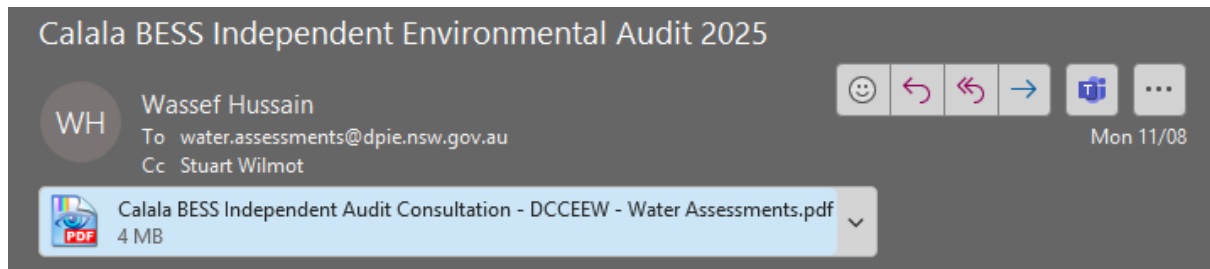 Calala BESS Independent Environmental Audit 2025
WH
Wassef Hussain
To water.assessments@dpie.nsw.gov.au
Mon 11/08
Cc Stuart Wilmot
Calala BESS Independent Audit Consultation - DCCEEW - Water Assessments.pdf
PDF
4 MB